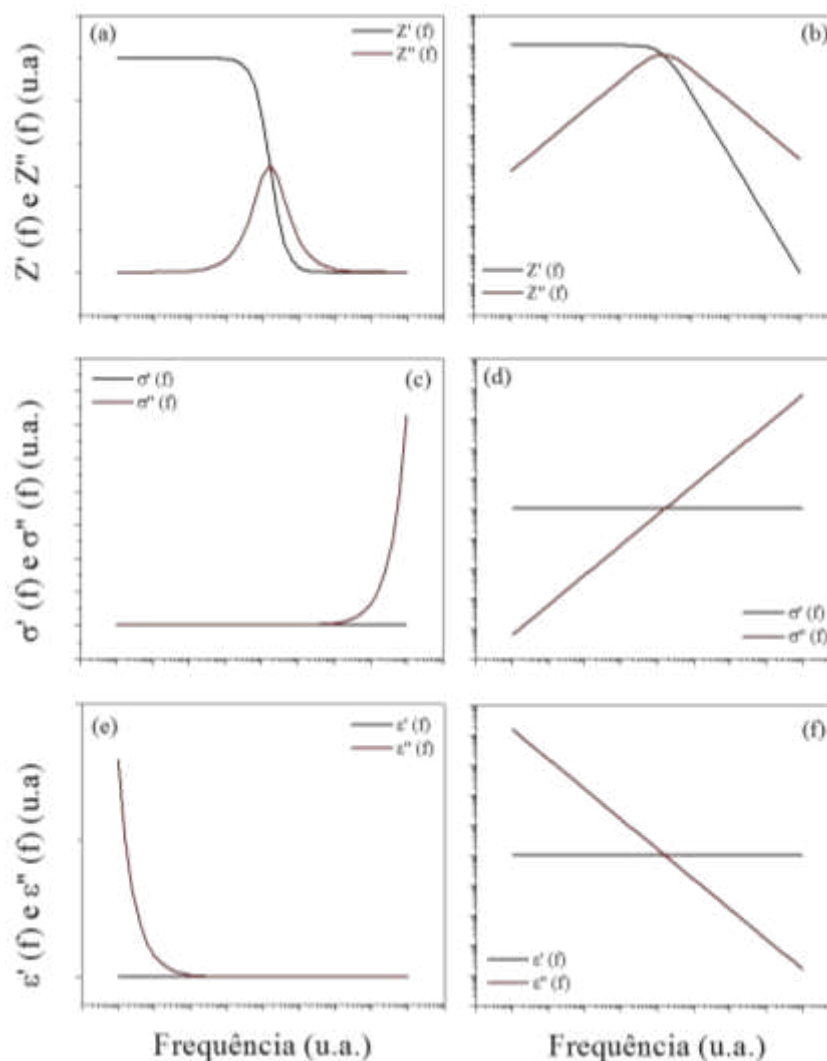 (a)
Z' (f)
Z'' (f)
(b)
Z' (f)
Z'' (f)
Z' (f) e Z'' (f) (u.a)
σ' (f)
σ'' (f)
(c)
(d)
σ' (f)
σ'' (f)
σ' (f) e σ'' (f) (u.a.)
(e)
ε' (f)
ε'' (f)
(f)
ε' (f)
ε'' (f)
ε' (f) e ε'' (f) (u.a)
Frequência (u.a.)
Frequência (u.a.)